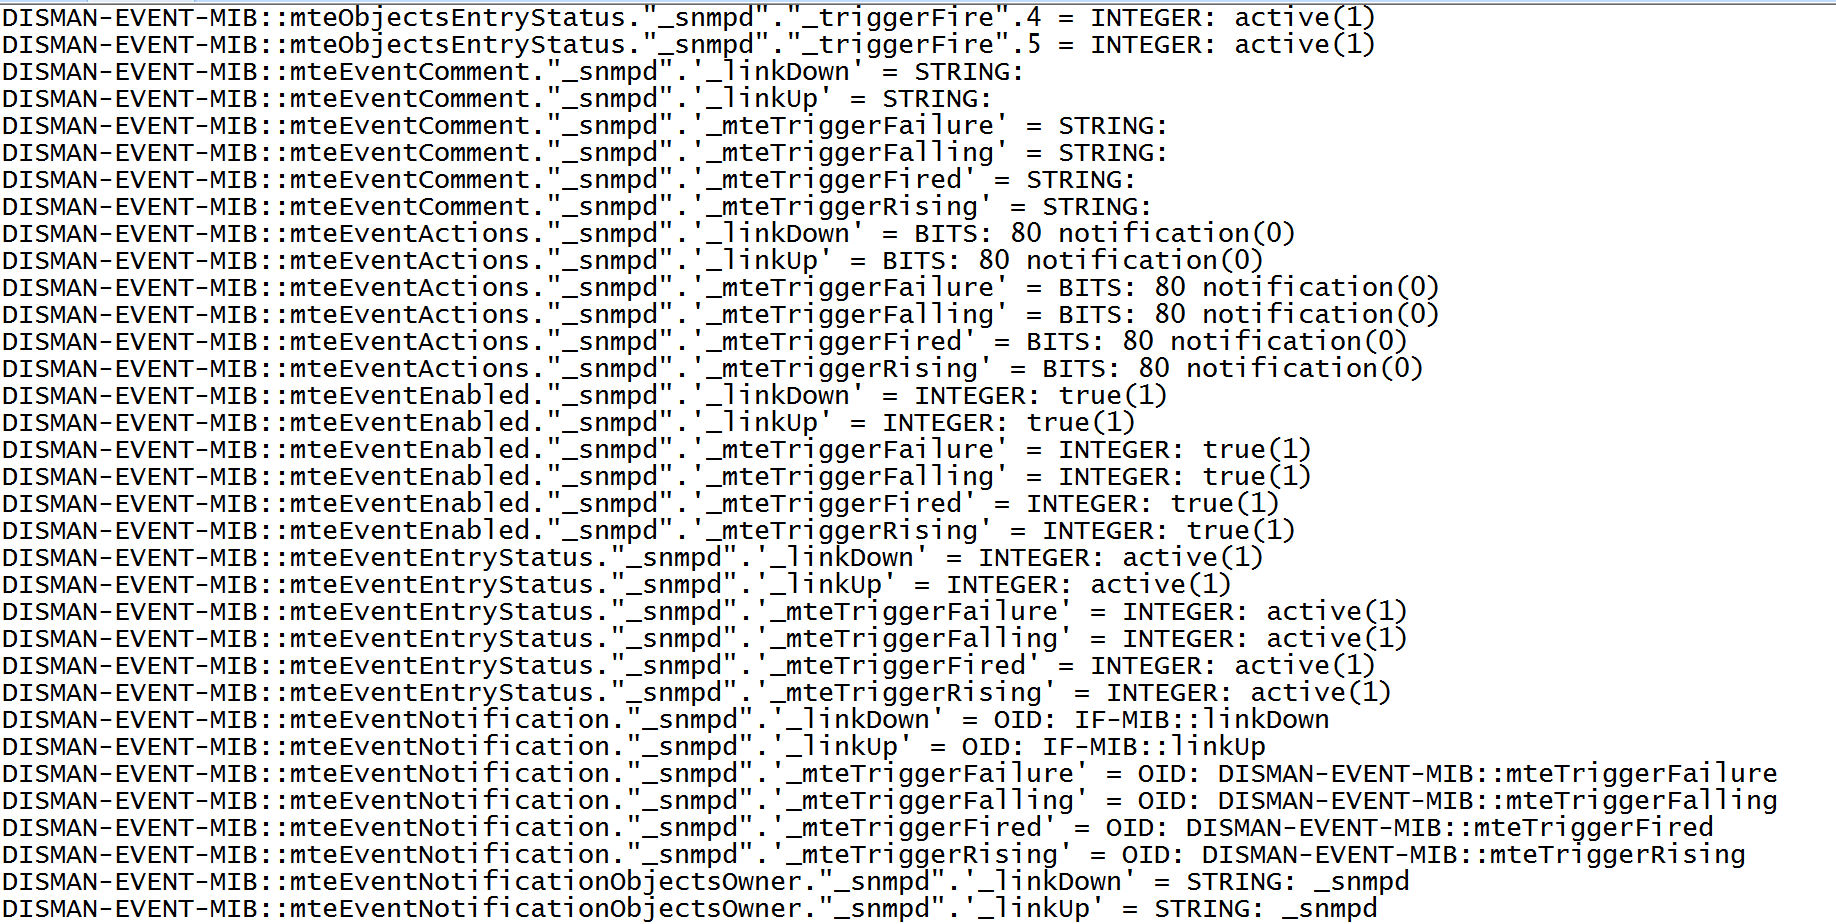 DISMAN-EVENT-MIB::mteObjectsEntryStatus."_snmpd"."_triggerFire".4 = INTEGER: active(1)
DISMAN-EVENT-MIB::mteObjectsEntryStatus."_snmpd"."_triggerFire".5 = INTEGER: active(1)
DISMAN-EVENT-MIB::mteEventComment."_snmpd".'_linkDown' = STRING:
DISMAN-EVENT-MIB::mteEventComment."_snmpd".'_linkUp' = STRING:
DISMAN-EVENT-MIB::mteEventComment."_snmpd".'_mteTriggerFailure' = STRING:
DISMAN-EVENT-MIB::mteEventComment."_snmpd".'_mteTriggerFalling' = STRING:
DISMAN-EVENT-MIB::mteEventComment."_snmpd".'_mteTriggerFired' = STRING:
DISMAN-EVENT-MIB::mteEventComment."_snmpd".'_mteTriggerRising' = STRING:
DISMAN-EVENT-MIB::mteEventActions."_snmpd".'_linkDown' = BITS: 80 notification(0)
DISMAN-EVENT-MIB::mteEventActions."_snmpd".'_linkUp' = BITS: 80 notification(0)
DISMAN-EVENT-MIB::mteEventActions."_snmpd".'_mteTriggerFailure' = BITS: 80 notification(0)
DISMAN-EVENT-MIB::mteEventActions."_snmpd".'_mteTriggerFalling' = BITS: 80 notification(0)
DISMAN-EVENT-MIB::mteEventActions."_snmpd".'_mteTriggerFired' = BITS: 80 notification(0)
DISMAN-EVENT-MIB::mteEventActions."_snmpd".'_mteTriggerRising' = BITS: 80 notification(0)
DISMAN-EVENT-MIB::mteEventEnabled."_snmpd".'_linkDown' = INTEGER: true(1)
DISMAN-EVENT-MIB::mteEventEnabled."_snmpd".'_linkUp' = INTEGER: true(1)
DISMAN-EVENT-MIB::mteEventEnabled."_snmpd".'_mteTriggerFailure' = INTEGER: true(1)
DISMAN-EVENT-MIB::mteEventEnabled."_snmpd".'_mteTriggerFalling' = INTEGER: true(1)
DISMAN-EVENT-MIB::mteEventEnabled."_snmpd".'_mteTriggerFired' = INTEGER: true(1)
DISMAN-EVENT-MIB::mteEventEnabled."_snmpd".'_mteTriggerRising' = INTEGER: true(1)
DISMAN-EVENT-MIB::mteEventEntryStatus."_snmpd".'_linkDown' = INTEGER: active(1)
DISMAN-EVENT-MIB::mteEventEntryStatus."_snmpd".'_linkUp' = INTEGER: active(1)
DISMAN-EVENT-MIB::mteEventEntryStatus."_snmpd".'_mteTriggerFailure' = INTEGER: active(1)
DISMAN-EVENT-MIB::mteEventEntryStatus."_snmpd".'_mteTriggerFalling' = INTEGER: active(1)
DISMAN-EVENT-MIB::mteEventEntryStatus."_snmpd".'_mteTriggerFired' = INTEGER: active(1)
DISMAN-EVENT-MIB::mteEventEntryStatus."_snmpd".'_mteTriggerRising' = INTEGER: active(1)
DISMAN-EVENT-MIB::mteEventNotification."_snmpd".'_linkDown' = OID: IF-MIB::linkDown
DISMAN-EVENT-MIB::mteEventNotification."_snmpd".'_linkUp' = OID: IF-MIB::linkUp
DISMAN-EVENT-MIB::mteEventNotification."_snmpd".'_mteTriggerFailure' = OID: DISMAN-EVENT-MIB::mteTriggerFailure
DISMAN-EVENT-MIB::mteEventNotification."_snmpd".'_mteTriggerFalling' = OID: DISMAN-EVENT-MIB::mteTriggerFalling
DISMAN-EVENT-MIB::mteEventNotification."_snmpd".'_mteTriggerFired' = OID: DISMAN-EVENT-MIB::mteTriggerFired
DISMAN-EVENT-MIB::mteEventNotification."_snmpd".'_mteTriggerRising' = OID: DISMAN-EVENT-MIB::mteTriggerRising
DISMAN-EVENT-MIB::mteEventNotificationObjectsOwner."_snmpd".'_linkDown' = STRING: _snmpd
DISMAN-EVENT-MIB::mteEventNotificationObjectsOwner."_snmpd".'_linkUp' = STRING: _snmpd